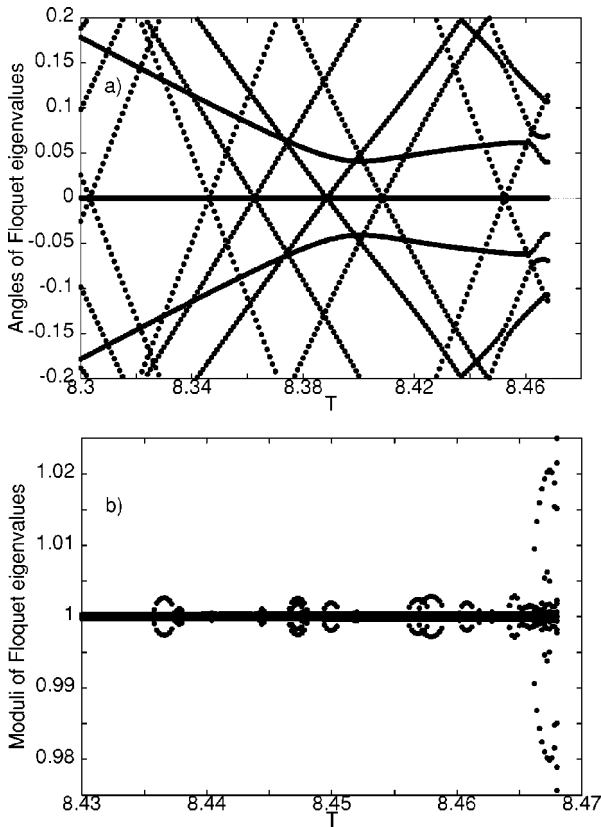 Angles of Floquet eigenvalues
0.2
0.15
0.1
0.05
0
-0.05
-0.1
-0.15
-0.2
a)
8.3 8.34 8.38 8.42 8.46
T
Moduli of Floquet eigenvalues
1.02
1.01
1
0.99
0.98
b)
8.43 8.44 8.45 8.46 8.47
T